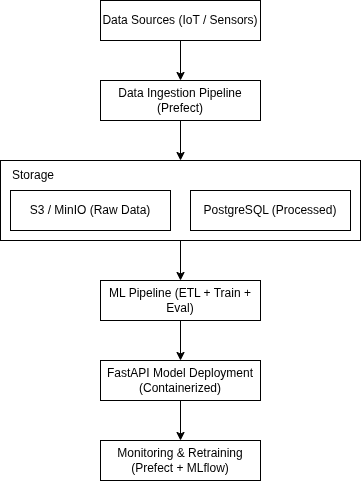 Data Sources (IoT / Sensors)
Data Ingestion Pipeline
(Prefect)
Storage
S3 / MinIO (Raw Data)
PostgreSQL (Processed)
ML Pipeline (ETL + Train +
Eval)
FastAPI Model Deployment
(Containerized)
Monitoring & Retraining
(Prefect + MLflow)